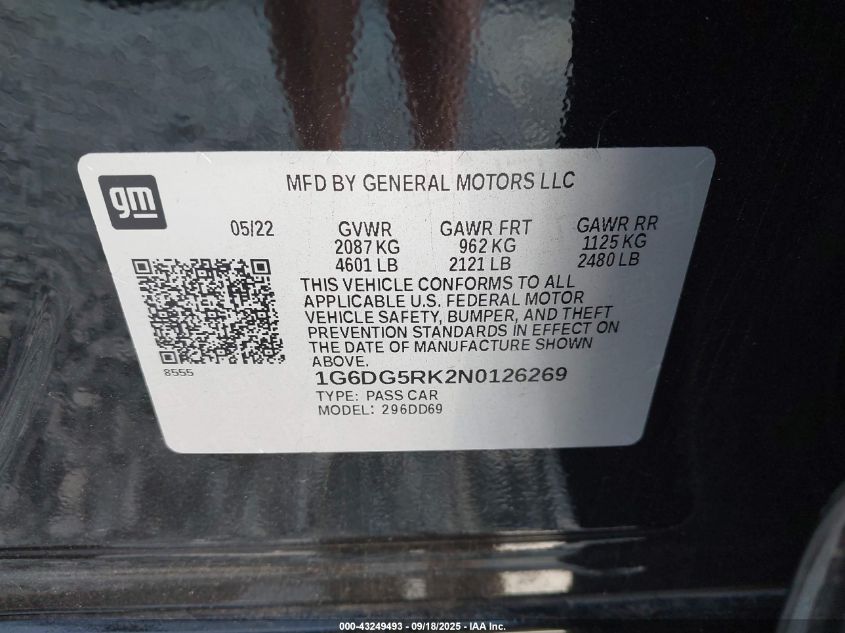 gm
MFD BY GENERAL MOTORS LLC
05/22 GVWR GAWR FRT GAWR RR
2087 KG 962 KG 1125 KG
4601 LB 2121 LB 2480 LB
THIS VEHICLE CONFORMS TO ALL
APPLICABLE U.S. FEDERAL MOTOR
VEHICLE SAFETY, BUMPER, AND THEFT
PREVENTION STANDARDS IN EFFECT ON
THE DATE OF MANUFACTURE SHOWN
ABOVE.
8555
1G6DG5RK2N0126269
TYPE: PASS CAR
MODEL: 296DD69
000-43249493 - 09/18/2025 - IAA Inc.